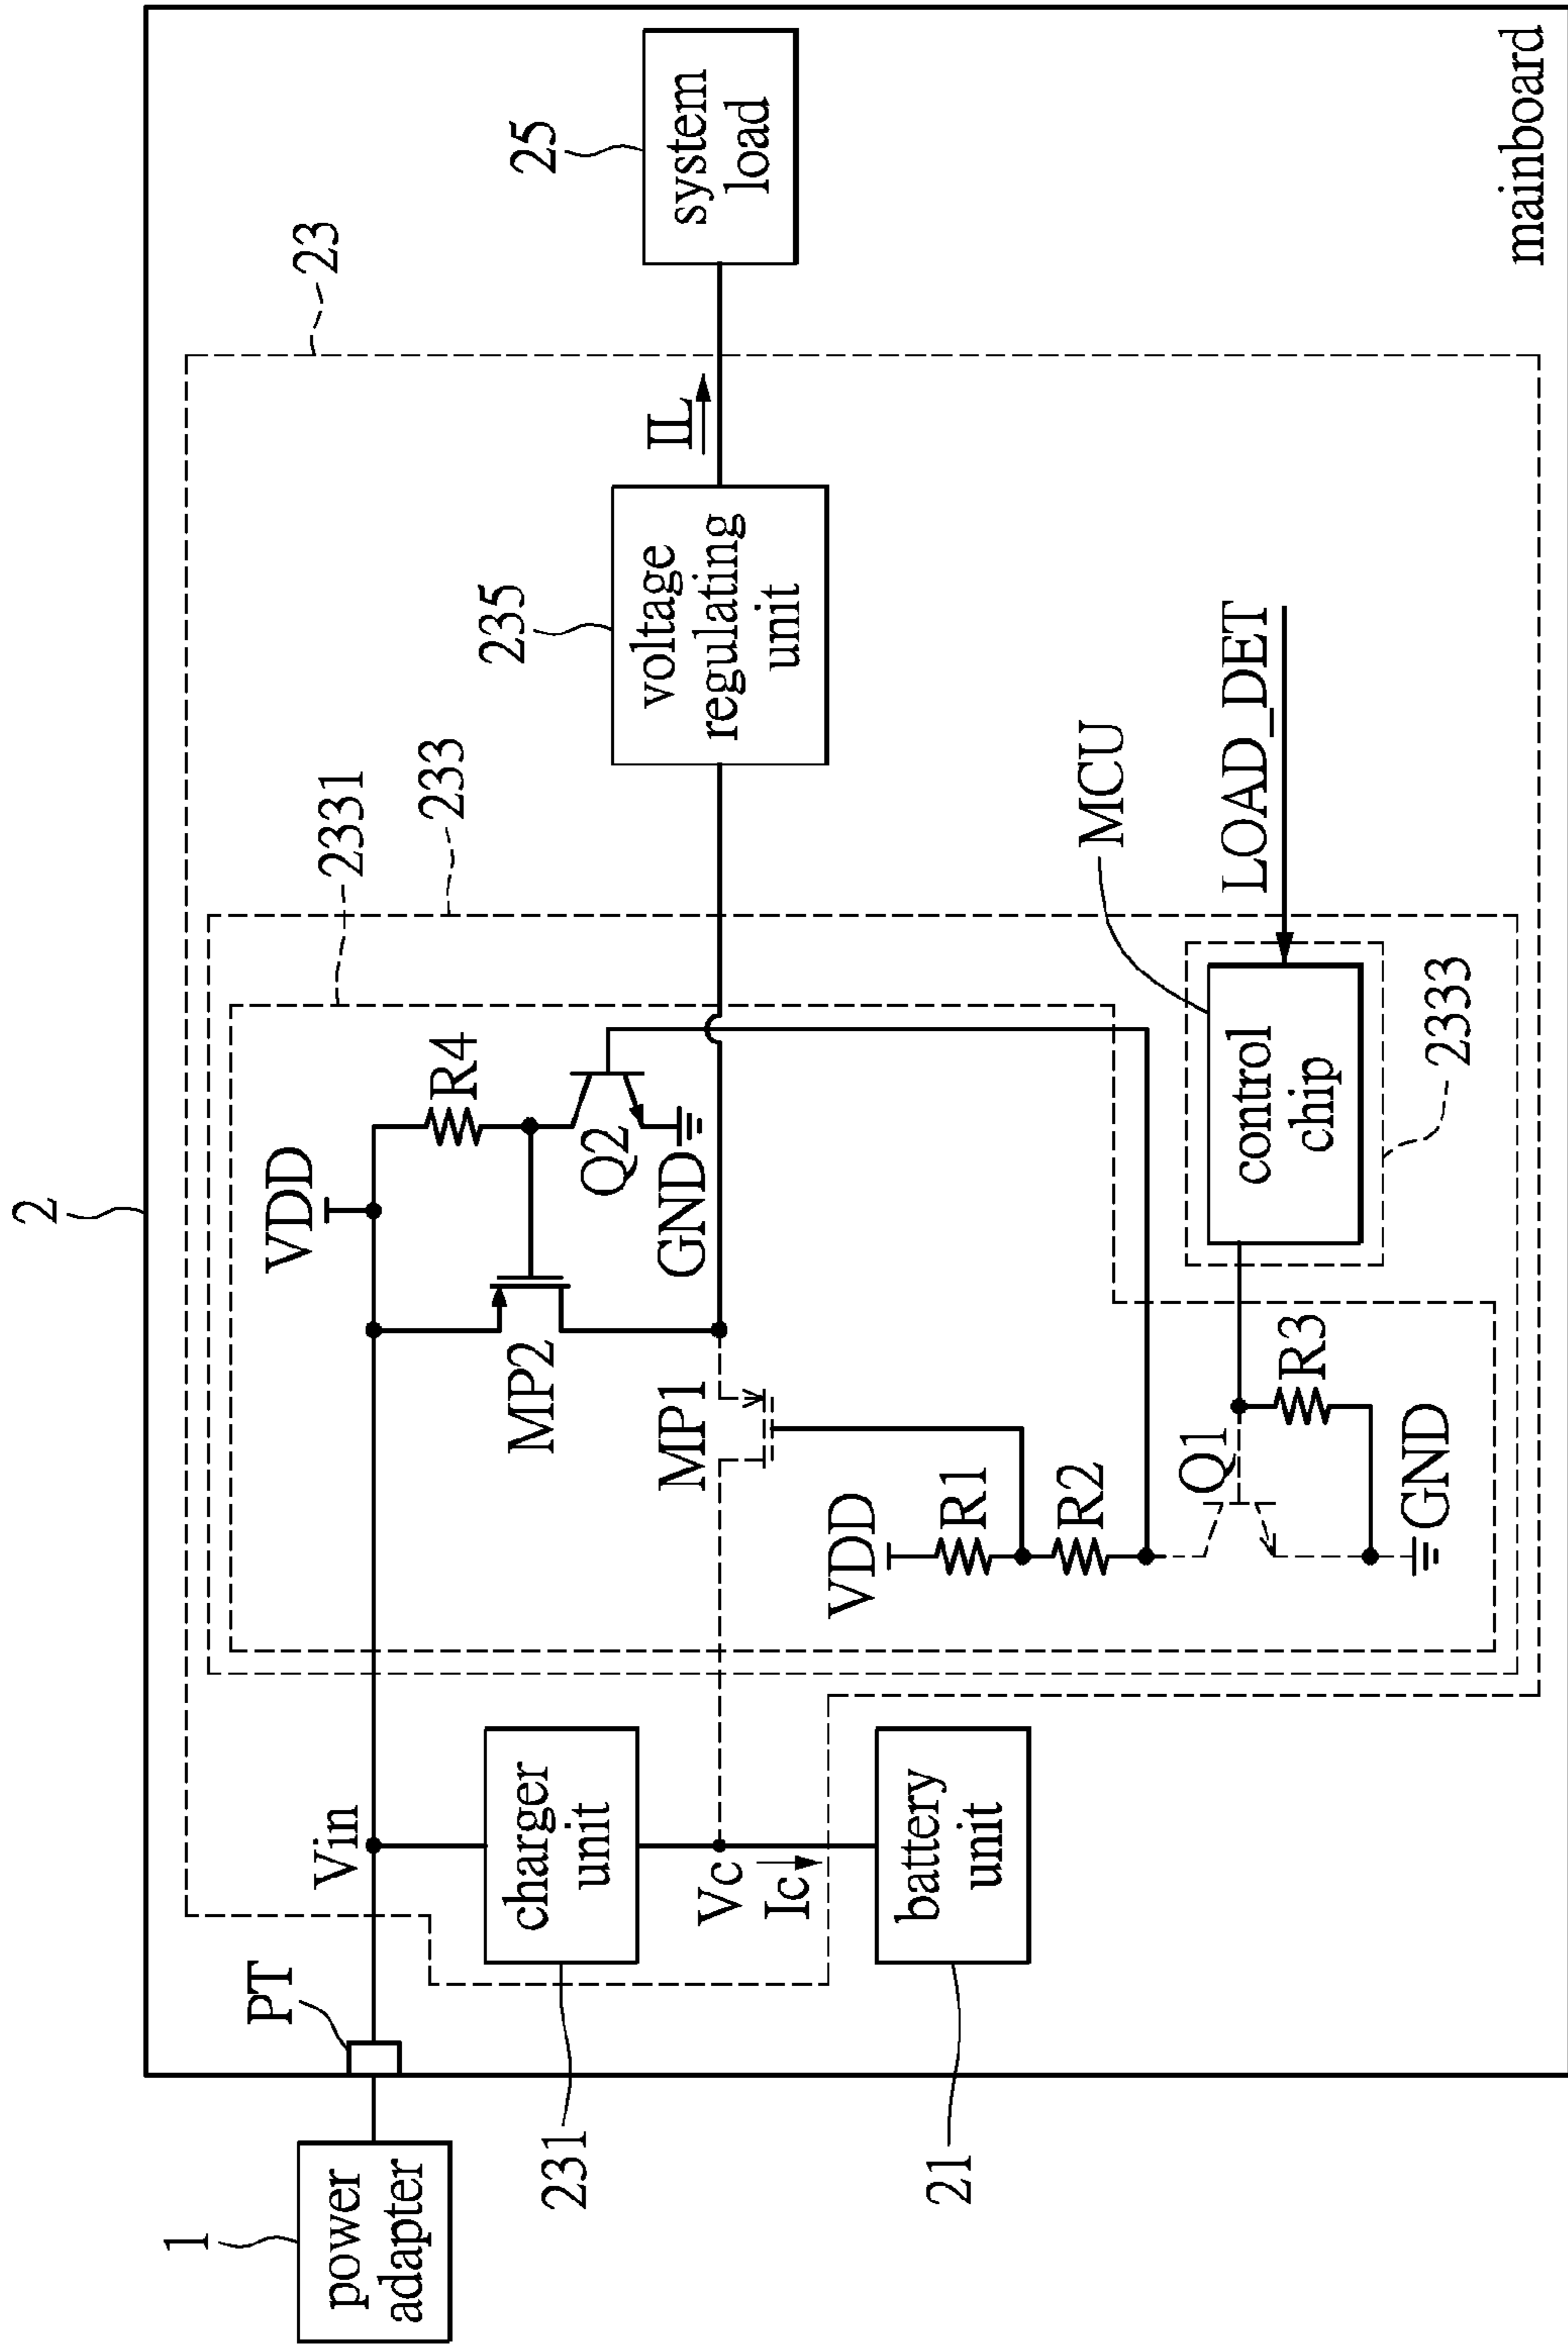 2
1
power
adapter
PT
Vin
charger
unit
231
Vc
Ic
battery
unit
21
VDD
R4
MP2
Q2
GND
MP1
VDD
R1
R2
Q1
R3
GND
2331
233
control
chip
2333
MCU
LOAD_DET
235
voltage
regulating
unit
IL
23
25
system
load
mainboard